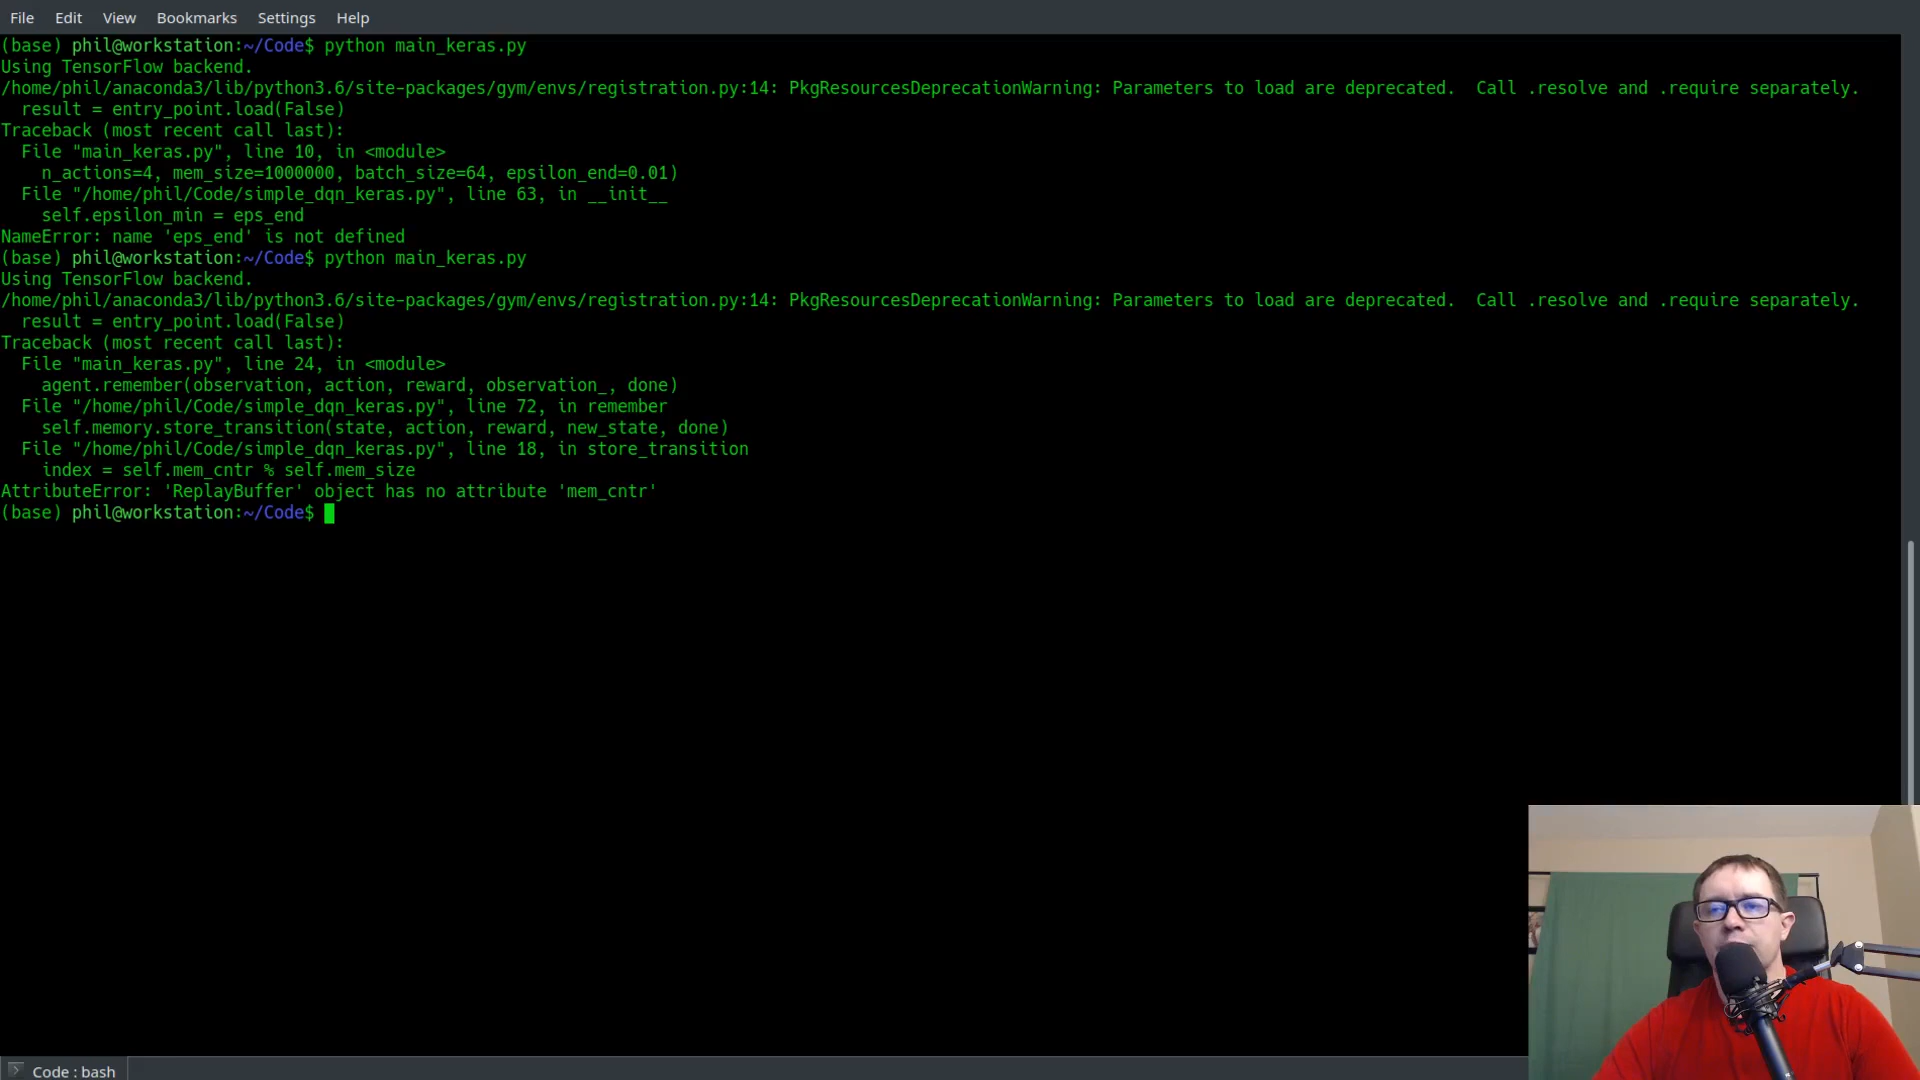 File Edit View Bookmarks Settings Help
(base) phil@workstation:~/Code$ python main_keras.py
Using TensorFlow backend.
/home/phil/anaconda3/lib/python3.6/site-packages/gym/envs/registration.py:14: PkgResourcesDeprecationWarning: Parameters to load are deprecated.  Call .resolve and .require separately.
  result = entry_point.load(False)
Traceback (most recent call last):
  File "main_keras.py", line 10, in <module>
    n_actions=4, mem_size=1000000, batch_size=64, epsilon_end=0.01)
  File "/home/phil/Code/simple_dqn_keras.py", line 63, in __init__
    self.epsilon_min = eps_end
NameError: name 'eps_end' is not defined
(base) phil@workstation:~/Code$ python main_keras.py
Using TensorFlow backend.
/home/phil/anaconda3/lib/python3.6/site-packages/gym/envs/registration.py:14: PkgResourcesDeprecationWarning: Parameters to load are deprecated.  Call .resolve and .require separately.
  result = entry_point.load(False)
Traceback (most recent call last):
  File "main_keras.py", line 24, in <module>
    agent.remember(observation, action, reward, observation_, done)
  File "/home/phil/Code/simple_dqn_keras.py", line 72, in remember
    self.memory.store_transition(state, action, reward, new_state, done)
  File "/home/phil/Code/simple_dqn_keras.py", line 18, in store_transition
    index = self.mem_cntr % self.mem_size
AttributeError: 'ReplayBuffer' object has no attribute 'mem_cntr'
(base) phil@workstation:~/Code$
Code : bash